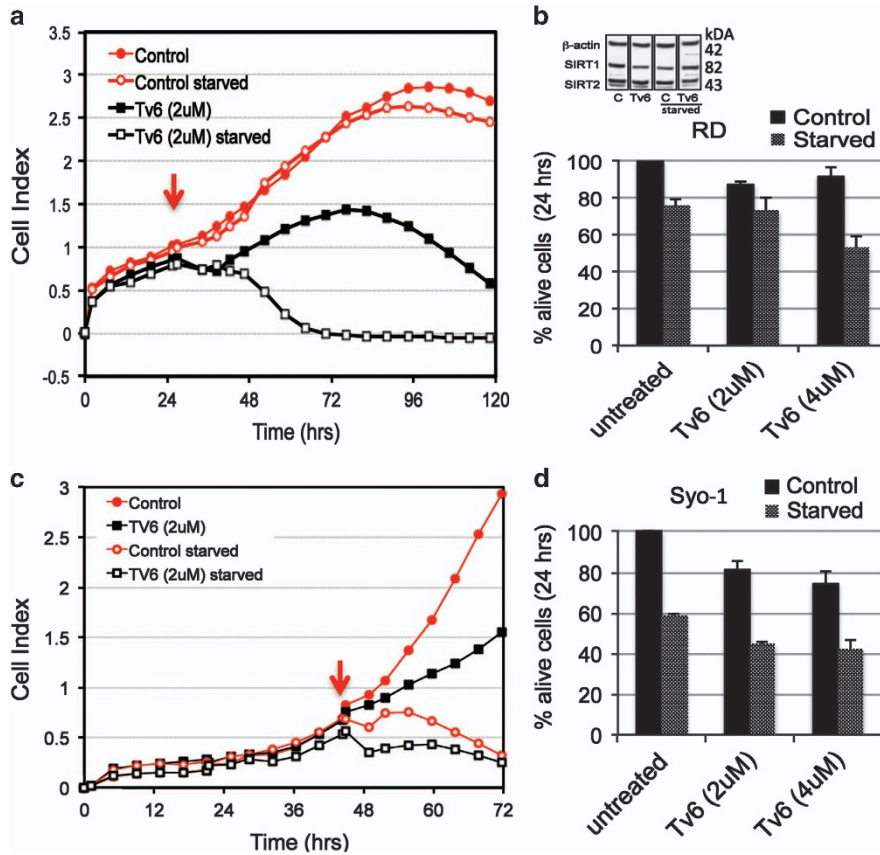 a
3.5
3
2.5
2
1.5
1
0.5
0
-0.5
Cell Index
Control
Control starved
Tv6 (2uM)
Tv6 (2uM) starved
0 24 48 72 96 120
Time (hrs)
b
kDA
β-actin 42
SIRT1 82
SIRT2 43
C Tv6 C Tv6
starved
RD
Control
Starved
100
80
60
40
20
0
% alive cells (24 hrs)
untreated
Tv6 (2uM)
Tv6 (4uM)
c
3
2.5
2
1.5
1
0.5
0
Cell Index
Control
TV6 (2uM)
Control starved
TV6 (2uM) starved
0 12 24 36 48 60 72
Time (hrs)
d
Syo-1
Control
Starved
100
80
60
40
20
0
% alive cells (24 hrs)
untreated
Tv6 (2uM)
Tv6 (4uM)